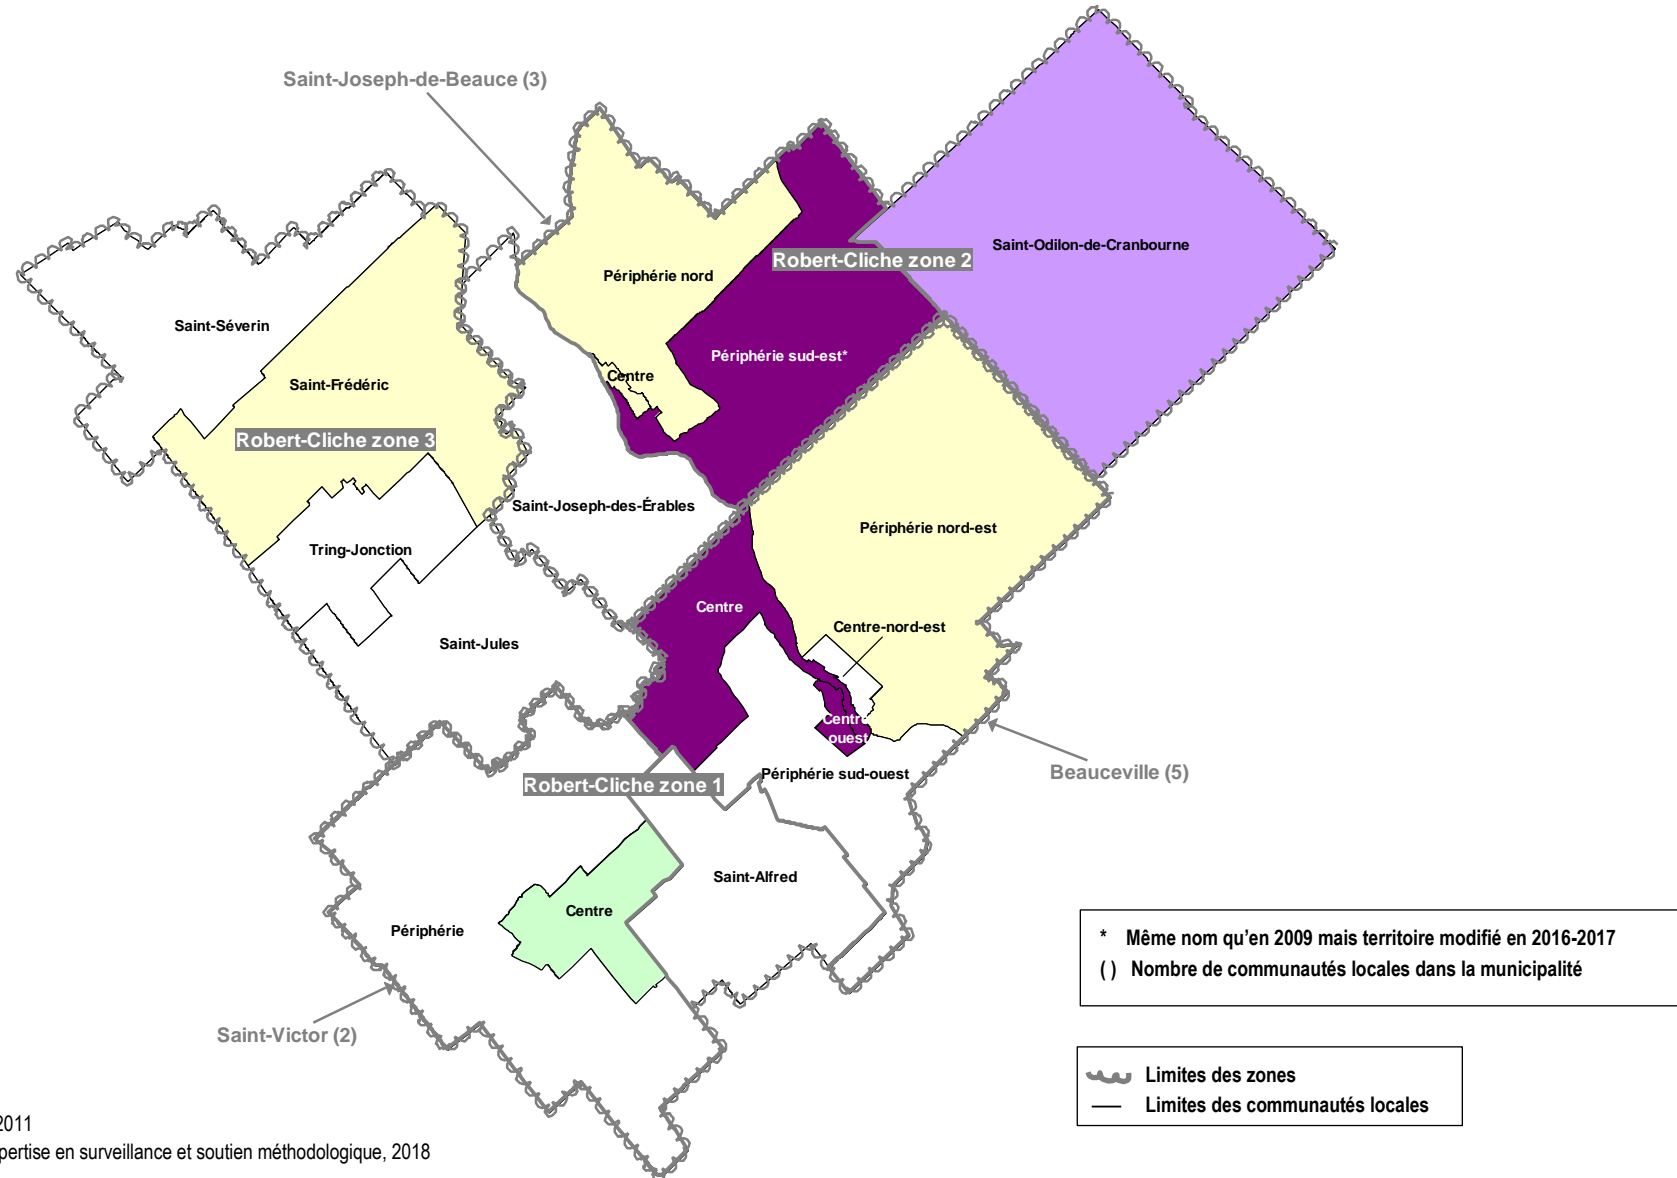 Saint-Joseph-de-Beauce (3)
Saint-Odilon-de-Cranbourne
Robert-Cliche zone 2
Périphérie nord
Saint-Séverin
Périphérie sud-est*
Centre
Saint-Frédéric
Robert-Cliche zone 3
Saint-Joseph-des-Érables
Périphérie nord-est
Tring-Jonction
Centre
Centre-nord-est
Saint-Jules
Centre
ouest
Périphérie sud-ouest
Beauceville (5)
Robert-Cliche zone 1
Saint-Alfred
Centre
Périphérie
* Même nom qu'en 2009 mais territoire modifié en 2016-2017
( ) Nombre de communautés locales dans la municipalité
Saint-Victor (2)
Limites des zones
Limites des communautés locales
2011
pertise en surveillance et soutien méthodologique, 2018